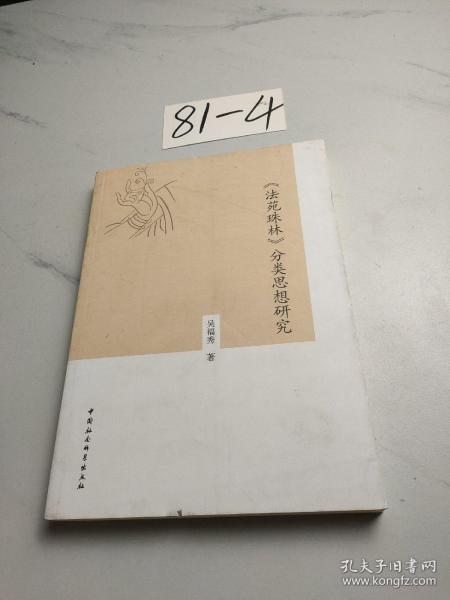 81-4
《法苑珠林》分类思想研究
吴福秀 著
中国社会科学出版社
孔夫子旧书网
www.kongfz.com